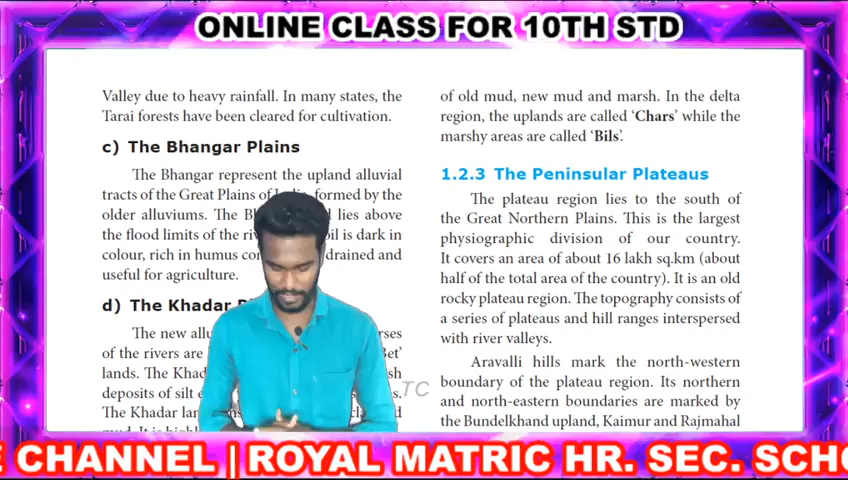 ONLINE CLASS FOR 10TH STD
Valley due to heavy rainfall. In many states, the
Tarai forests have been cleared for cultivation.
c) The Bhangar Plains
The Bhangar represent the upland alluvial
tracts of the Great Plains of formed by the
older alluviums. The lies above
the flood limits of the oil is dark in
colour, rich in humus drained and
useful for agriculture.
d) The Khadar
The new
of the rivers are Bet'
lands. The
deposits of silt
The Khadar
of old mud, new mud and marsh. In the delta
region, the uplands are called 'Chars' while the
marshy areas are called 'Bils'.
1.2.3 The Peninsular Plateaus
The plateau region lies to the south of
the Great Northern Plains. This is the largest
physiographic division of our country.
It covers an area of about 16 lakh sq.km (about
half of the total area of the country). It is an old
rocky plateau region. The topography consists of
a series of plateaus and hill ranges interspersed
with river valleys.
Aravalli hills mark the north-western
boundary of the plateau region. Its northern
and north-eastern boundaries are marked by
the Bundelkhand upland, Kaimur and Rajmahal
TC
E CHANNEL | ROYAL MATRIC HR. SEC. SCHO